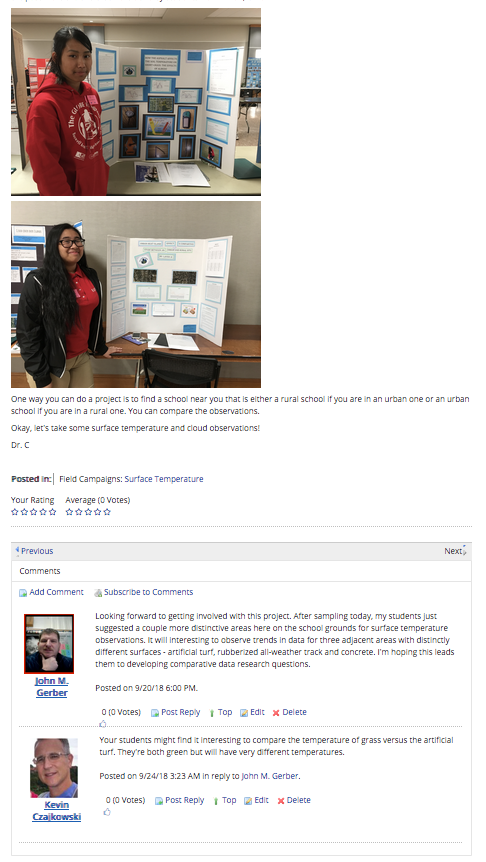 The GLOBE
One way you can do a project is to find a school near you that is either a rural school if you are in an urban one or an urban
school if you are in a rural one. You can compare the observations.
Okay, let's take some surface temperature and cloud observations!
Dr. C
Posted in: Field Campaigns: Surface Temperature
Your Rating Average (0 Votes)
Previous Next
Comments
Add Comment Subscribe to Comments
Looking forward to getting involved with this project. After sampling today, my students just
suggested a couple more distinctive areas here on the school grounds for surface temperature
observations. It will interesting to observe trends in data for three adjacent areas with distinctly
different surfaces - artificial turf, rubberized all-weather track and concrete. I'm hoping this leads
them to developing comparative data research questions.
John M.
Gerber
Posted on 9/20/18 6:00 PM.
0 (0 Votes) Post Reply Top Edit Delete
Your students might find it interesting to compare the temperature of grass versus the artificial
turf. They're both green but will have very different temperatures.
Posted on 9/24/18 3:23 AM in reply to John M. Gerber.
Kevin
Czajkowski
0 (0 Votes) Post Reply Top Edit Delete